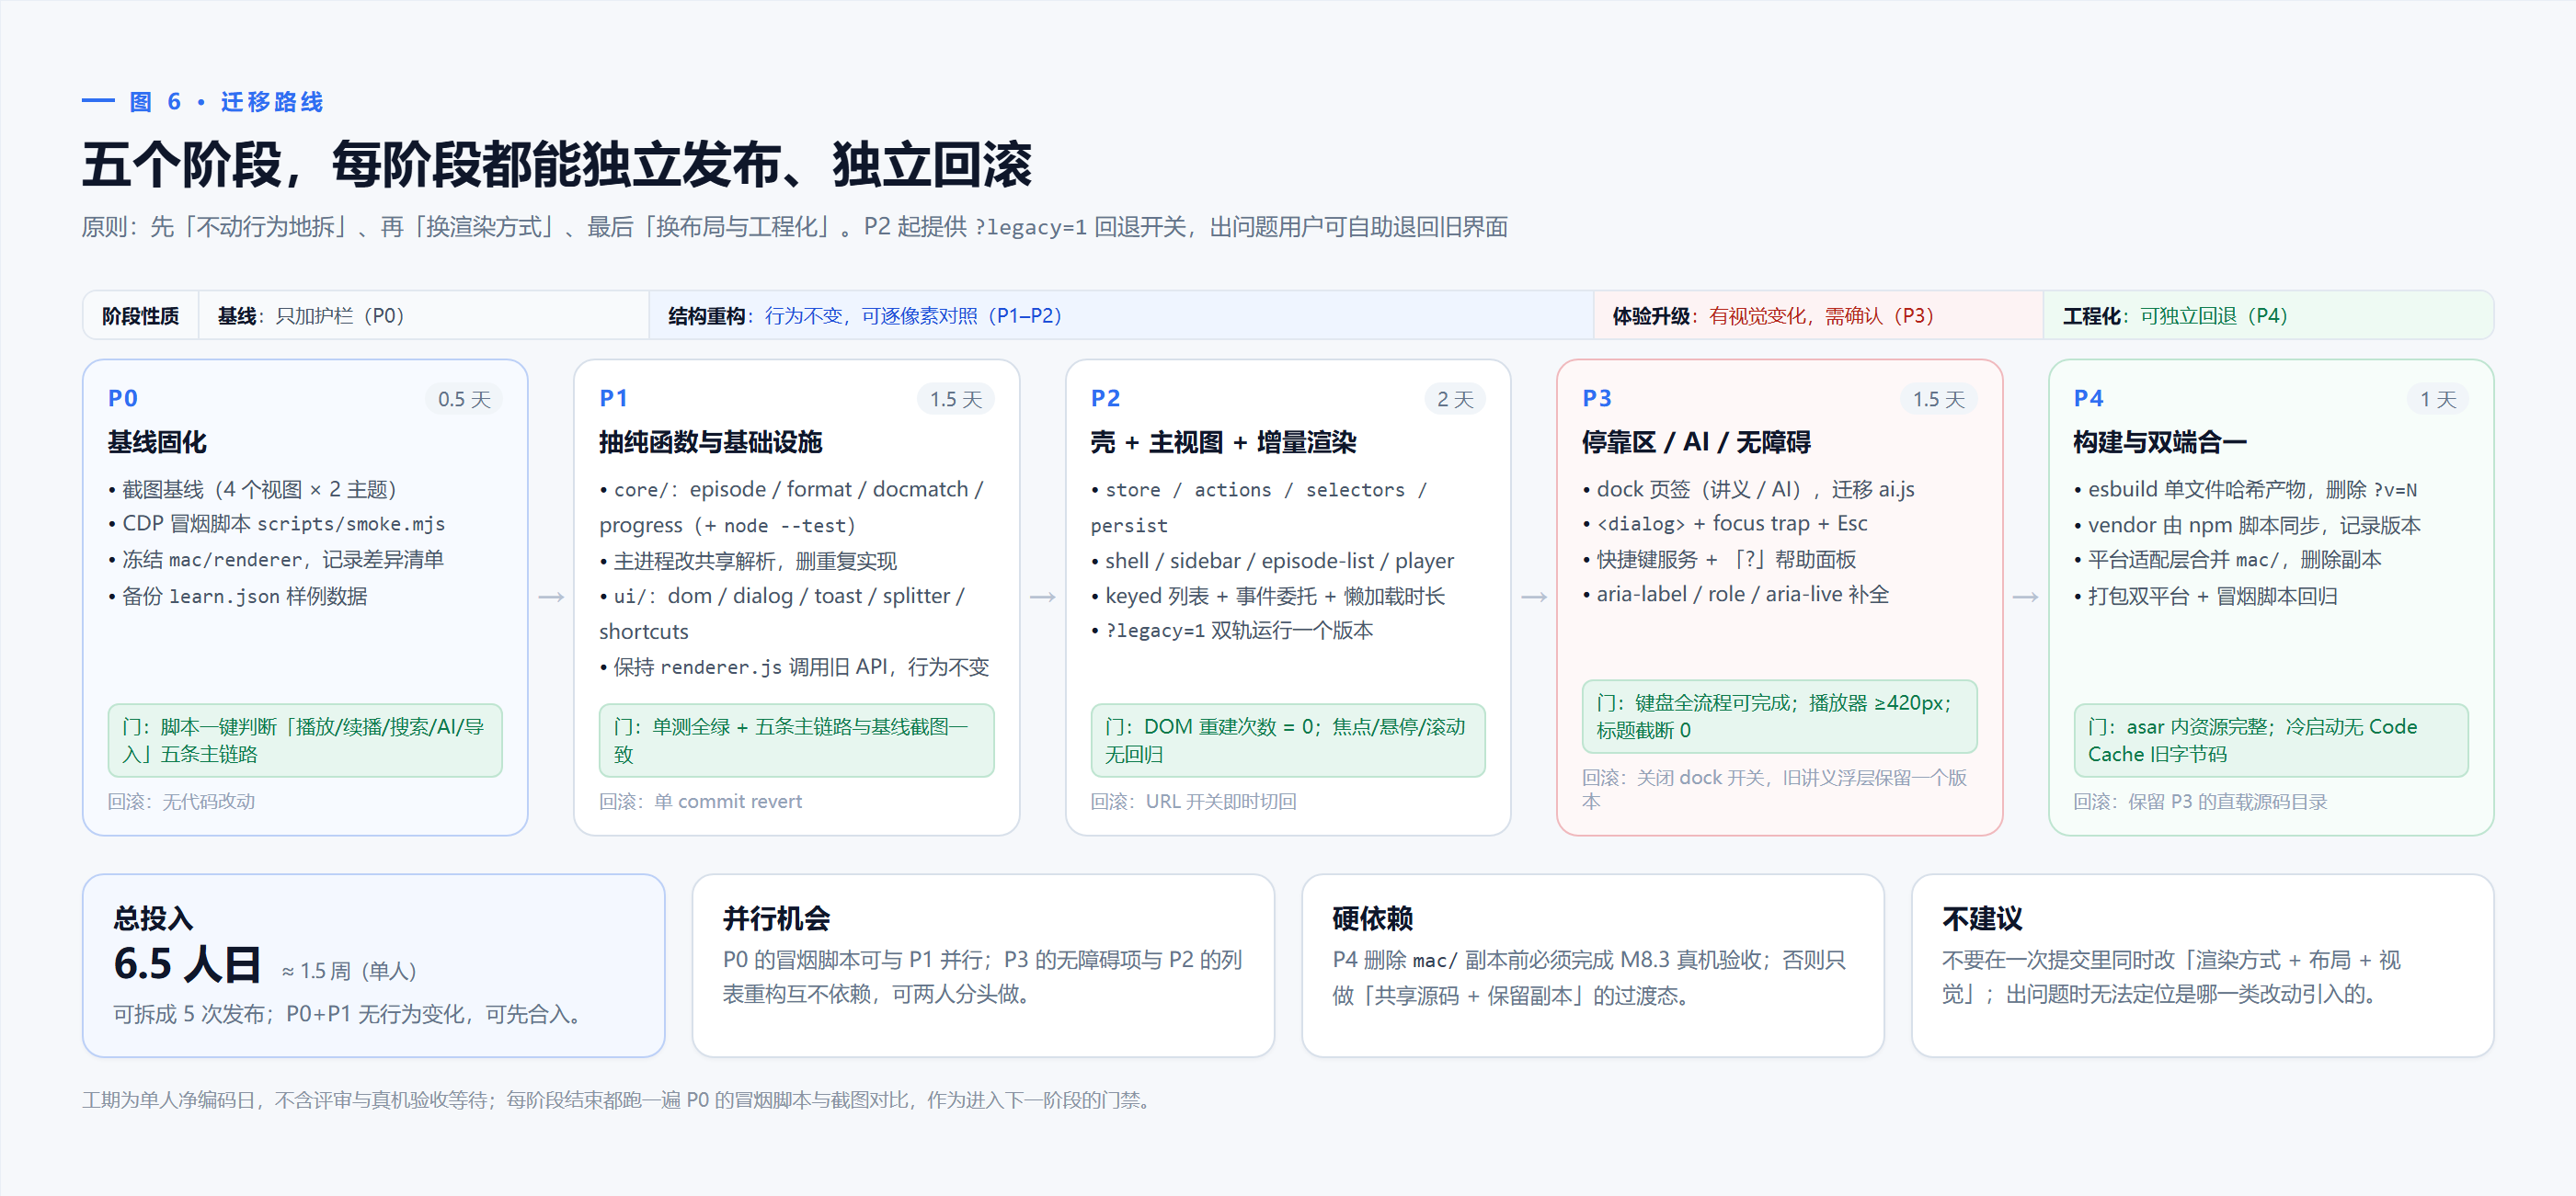 图 6 · 迁移路线
五个阶段，每阶段都能独立发布、独立回滚
原则：先「不动行为地拆」、再「换渲染方式」、最后「换布局与工程化」。P2 起提供 ?legacy=1 回退开关，出问题用户可自助退回旧界面
阶段性质
基线：只加护栏（P0）
结构重构：行为不变，可逐像素对照（P1–P2）
体验升级：有视觉变化，需确认（P3）
工程化：可独立回退（P4）
P0
0.5 天
基线固化
• 截图基线（4 个视图 × 2 主题）
• CDP 冒烟脚本 scripts/smoke.mjs
• 冻结 mac/renderer，记录差异清单
• 备份 learn.json 样例数据
门：脚本一键判断「播放/续播/搜索/AI/导
入」五条主链路
回滚：无代码改动
→
P1
1.5 天
抽纯函数与基础设施
• core/：episode / format / docmatch /
progress（+ node --test）
• 主进程改共享解析，删重复实现
• ui/：dom / dialog / toast / splitter /
shortcuts
• 保持 renderer.js 调用旧 API，行为不变
门：单测全绿 + 五条主链路与基线截图一
致
回滚：单 commit revert
→
P2
2 天
壳 + 主视图 + 增量渲染
• store / actions / selectors /
persist
• shell / sidebar / episode-list / player
• keyed 列表 + 事件委托 + 懒加载时长
• ?legacy=1 双轨运行一个版本
门：DOM 重建次数 = 0；焦点/悬停/滚动
无回归
回滚：URL 开关即时切回
→
P3
1.5 天
停靠区 / AI / 无障碍
• dock 页签（讲义 / AI），迁移 ai.js
• <dialog> + focus trap + Esc
• 快捷键服务 + 「?」帮助面板
• aria-label / role / aria-live 补全
门：键盘全流程可完成；播放器 ≥420px；
标题截断 0
回滚：关闭 dock 开关，旧讲义浮层保留一个版
本
→
P4
1 天
构建与双端合一
• esbuild 单文件哈希产物，删除 ?v=N
• vendor 由 npm 脚本同步，记录版本
• 平台适配层合并 mac/，删除副本
• 打包双平台 + 冒烟脚本回归
门：asar 内资源完整；冷启动无 Code
Cache 旧字节码
回滚：保留 P3 的直载源码目录
总投入
6.5 人日 ≈ 1.5 周（单人）
可拆成 5 次发布；P0+P1 无行为变化，可先合入。
并行机会
P0 的冒烟脚本可与 P1 并行；P3 的无障碍项与 P2 的列
表重构互不依赖，可两人分头做。
硬依赖
P4 删除 mac/ 副本前必须完成 M8.3 真机验收；否则只
做「共享源码 + 保留副本」的过渡态。
不建议
不要在一次提交里同时改「渲染方式 + 布局 + 视
觉」；出问题时无法定位是哪一类改动引入的。
工期为单人净编码日，不含评审与真机验收等待；每阶段结束都跑一遍 P0 的冒烟脚本与截图对比，作为进入下一阶段的门禁。